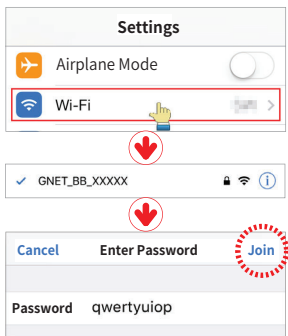 Settings
Airplane Mode
Wi-Fi
GNET_BB_XXXXX
Cancel Enter Password Join
Password qwertyuiop